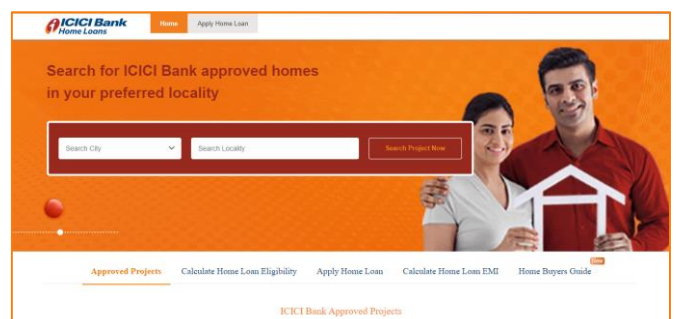 ICICI Bank
Home Loans
Home Apply Home Loan
Search for ICICI Bank approved homes
in your preferred locality
Search City Search Locality Search Project Now
New
Approved Projects Calculate Home Loan Eligibility Apply Home Loan Calculate Home Loan EMI Home Buyers Guide
ICICI Bank Approved Projects